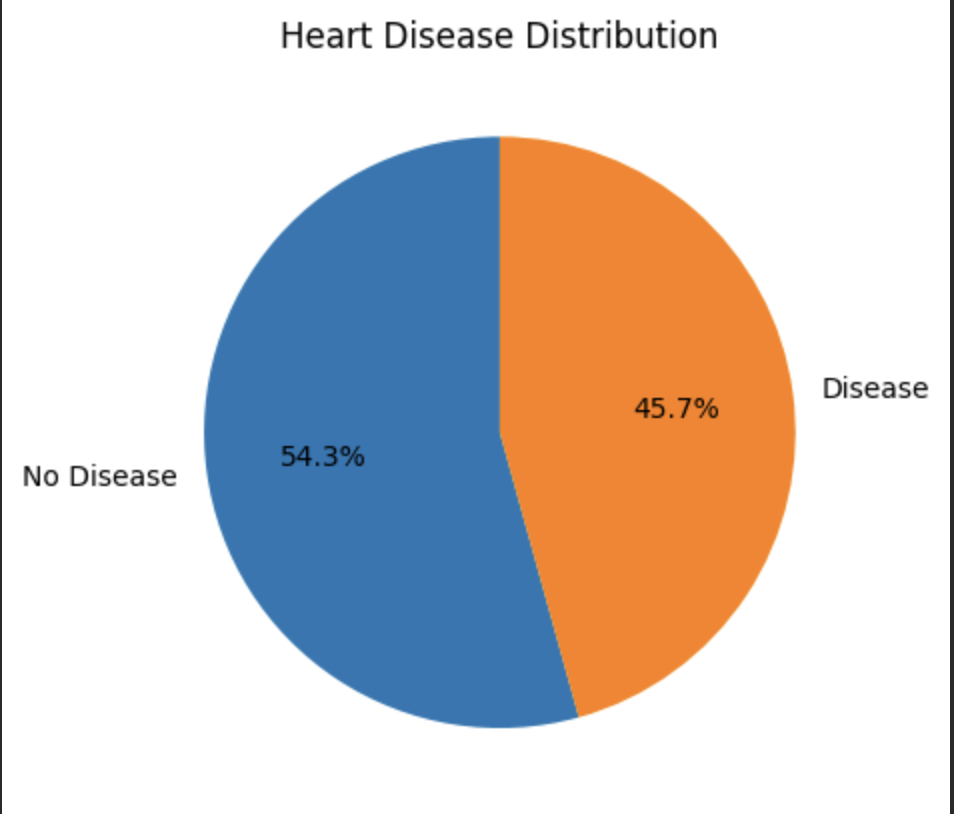 Heart Disease Distribution
Disease
45.7%
54.3%
No Disease